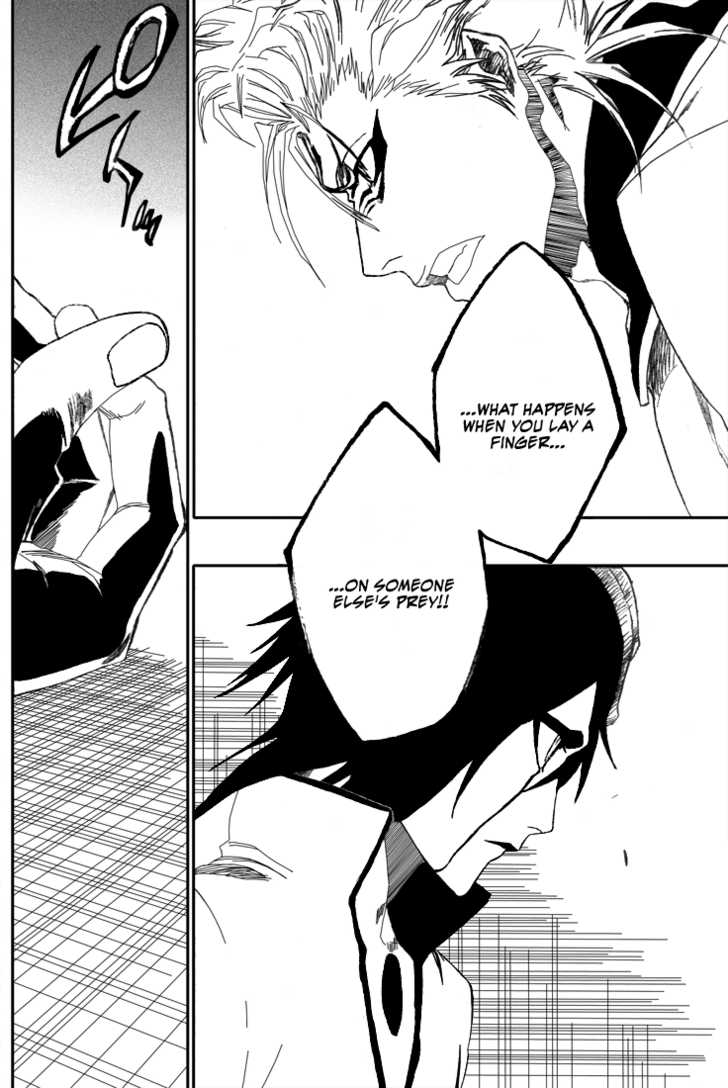 ...WHAT HAPPENS
WHEN YOU LAY A
FINGER...
...ON SOMEONE
ELSE'S PREY!!